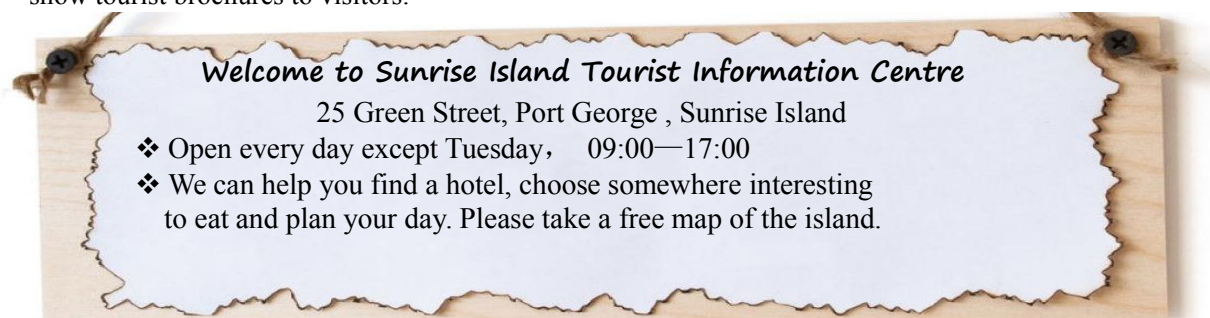 show tourist brochures to visitors.
Welcome to Sunrise Island Tourist Information Centre
25 Green Street, Port George , Sunrise Island
❖ Open every day except Tuesday， 09:00—17:00
❖ We can help you find a hotel, choose somewhere interesting
to eat and plan your day. Please take a free map of the island.